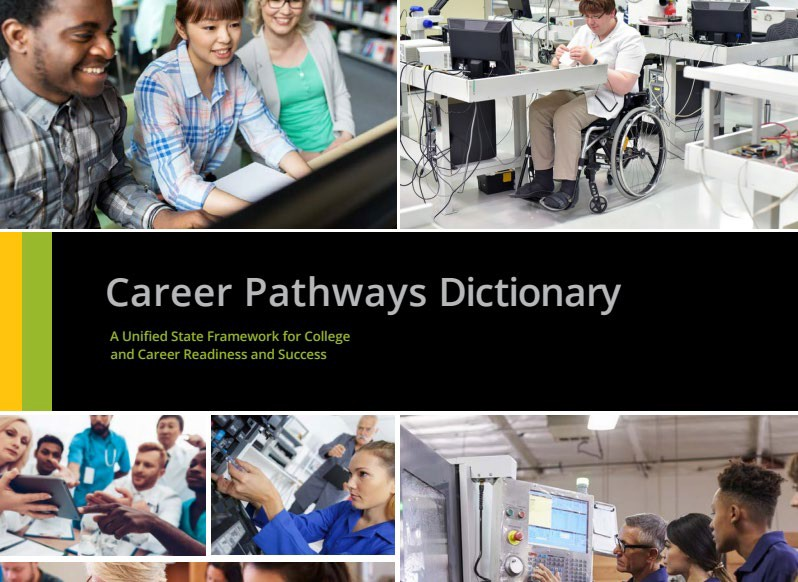 Career Pathways Dictionary
A Unified State Framework for College
and Career Readiness and Success